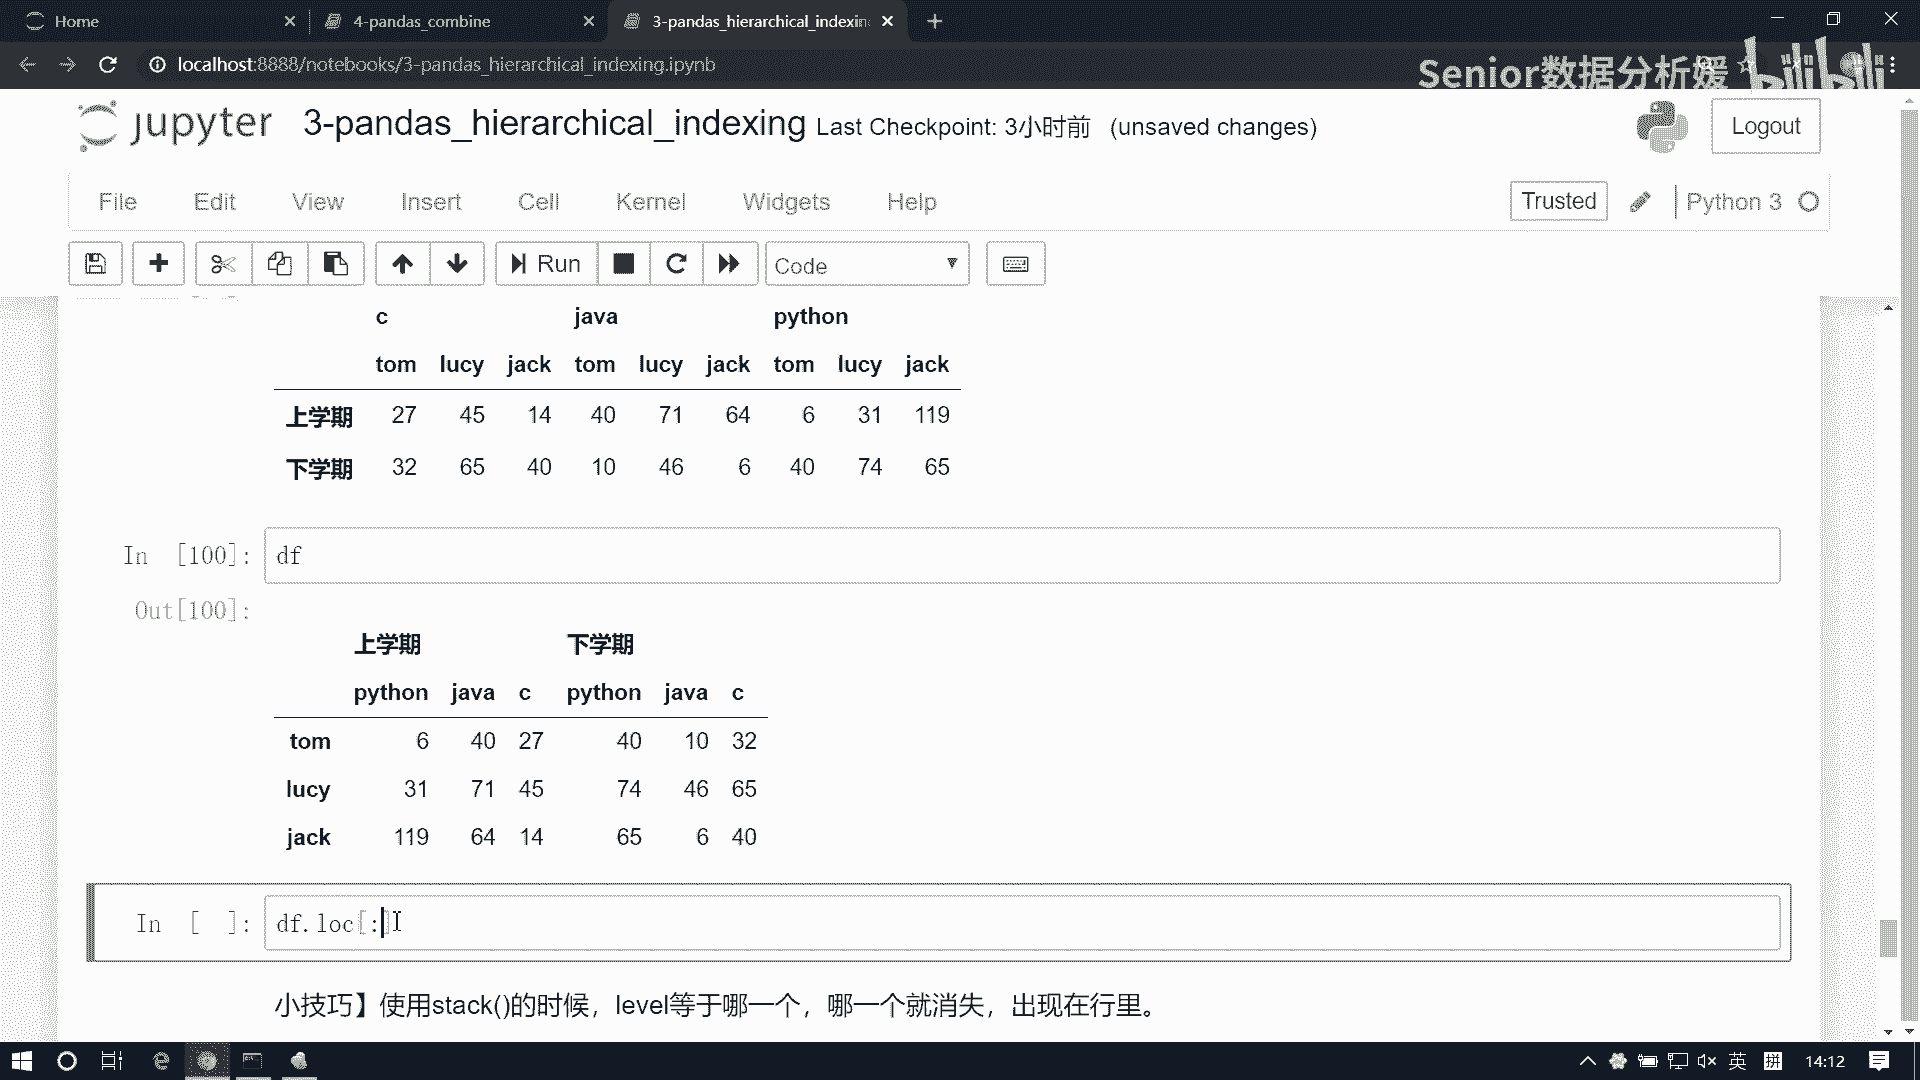 Home
4-pandas_combine
3-pandas_hierarchical_indexin
localhost:8888/notebooks/3-pandas_hierarchical_indexing.ipynb
Senior数据分析媛 bilibili
jupyter 3-pandas_hierarchical_indexing Last Checkpoint: 3小时前 (unsaved changes)
Logout
File Edit View Insert Cell Kernel Widgets Help
Trusted
Python 3
Run
Code
c java python
tom lucy jack tom lucy jack tom lucy jack
上学期 27 45 14 40 71 64 6 31 119
下学期 32 65 40 10 46 6 40 74 65
In [100]: df
Out[100]:
上学期 下学期
python java c python java c
tom 6 40 27 40 10 32
lucy 31 71 45 74 46 65
jack 119 64 14 65 6 40
In [ ]: df.loc[:]
小技巧】使用stack()的时候，level等于哪一个，哪一个就消失，出现在行里。
英 拼 14:12